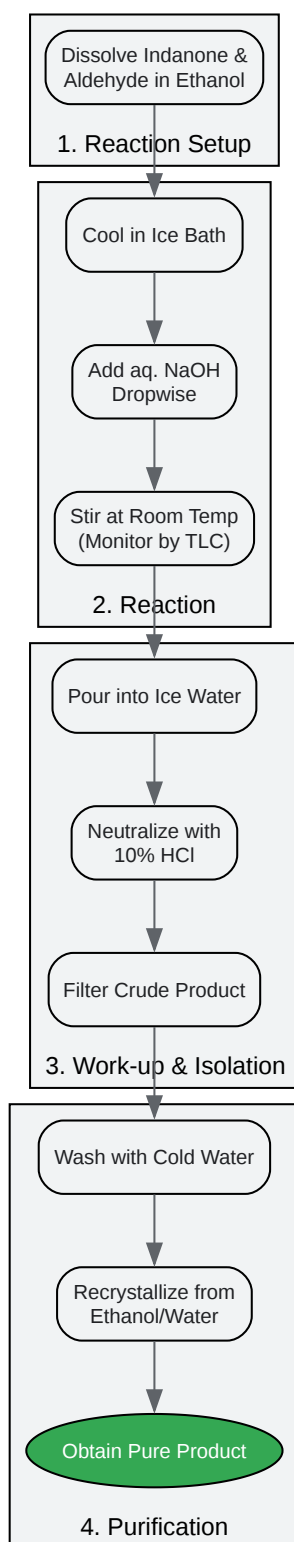 Dissolve Indanone &
Aldehyde in Ethanol
1. Reaction Setup
Cool in Ice Bath
Add aq. NaOH
Dropwise
Stir at Room Temp
(Monitor by TLC)
2. Reaction
Pour into Ice Water
Neutralize with
10% HCl
Filter Crude Product
3. Work-up & Isolation
Wash with Cold Water
Recrystallize from
Ethanol/Water
Obtain Pure Product
4. Purification